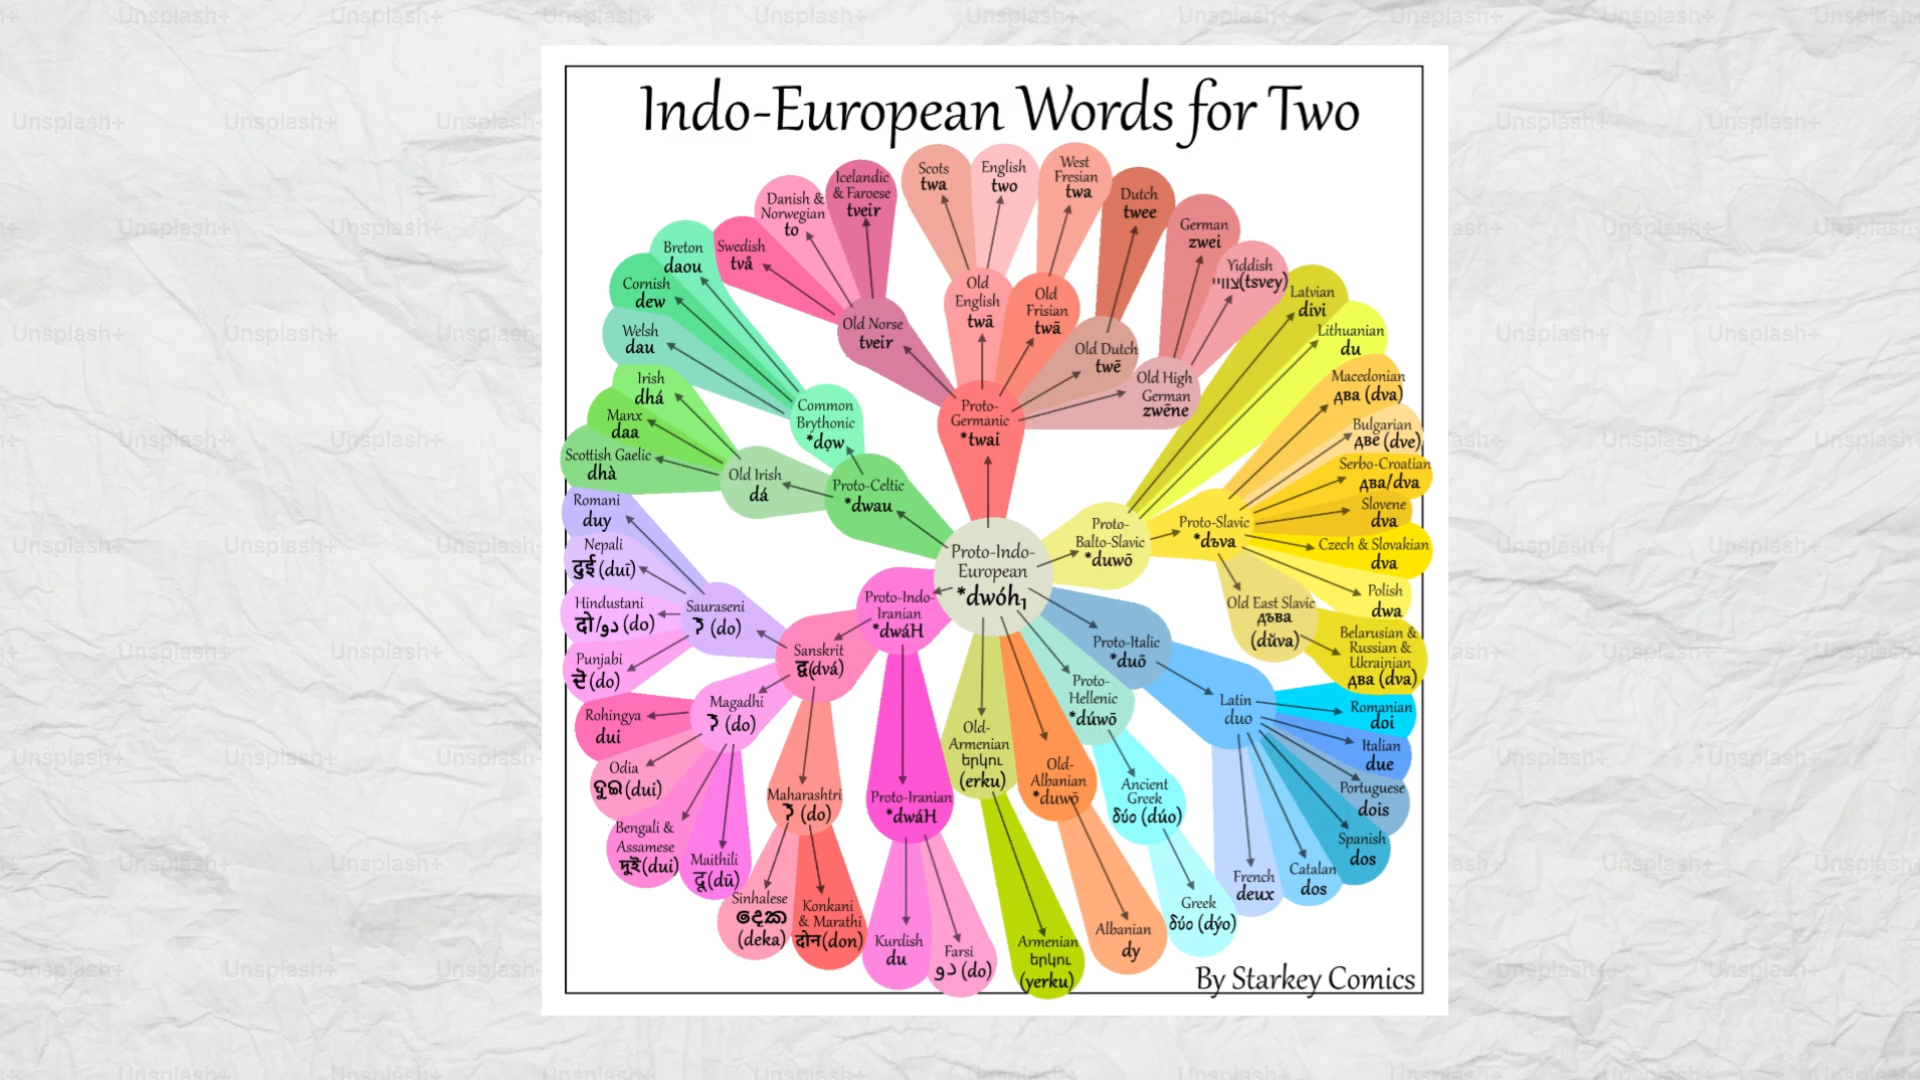 Indo-European Words for Two
Scots
twa
English
two
West
Fresian
twa
Dutch
twee
German
zwei
Yiddish
צוויי(tsvey)
Icelandic
& Faroese
tveir
Danish &
Norwegian
to
Swedish
två
Old Norse
tveir
Old
English
twā
Old
Frisian
twā
Old Dutch
twē
Old High
German
zwēne
Proto-
Germanic
*twai
Breton
daou
Cornish
dew
Welsh
dau
Common
Brythonic
*dọw
Irish
dhá
Manx
daa
Scottish Gaelic
dhà
Old Irish
dá
Proto-Celtic
*dwau
Latvian
divi
Lithuanian
du
Proto-
Balto-Slavic
*duwō
Proto-Slavic
*dъva
Macedonian
два (dva)
Bulgarian
две (dve)
Serbo-Croatian
два/dva
Slovene
dva
Czech & Slovakian
dva
Polish
dwa
Old East Slavic
дъва
(dŭva)
Belarusian &
Russian &
Ukrainian
два (dva)
Proto-Indo-
European
*dwóh₁
Proto-Indo-
Iranian
*dwáH
Sanskrit
द्व(dvá)
Sauraseni
(do)
Romani
duy
Nepali
दुई (duī)
Hindustani
दो/دو (do)
Punjabi
ਦੋ (do)
Magadhi
(do)
Rohingya
dui
Odia
ଦୁଇ (dui)
Bengali &
Assamese
দুই(dui)
Maithili
दू(dū)
Maharashtri
(do)
Sinhalese
දෙක
(deka)
Konkani
& Marathi
दोन(don)
Proto-Iranian
*dwáH
Kurdish
du
Farsi
دو (do)
Old-
Armenian
երկու
(erku)
Armenian
երկու
(yerku)
Old-
Albanian
*duwō
Albanian
dy
Proto-
Hellenic
*dúwō
Ancient
Greek
δύο (dúo)
Greek
δύο (dýo)
Proto-Italic
*duō
Latin
duo
Romanian
doi
Italian
due
Portuguese
dois
Spanish
dos
Catalan
dos
French
deux
By Starkey Comics